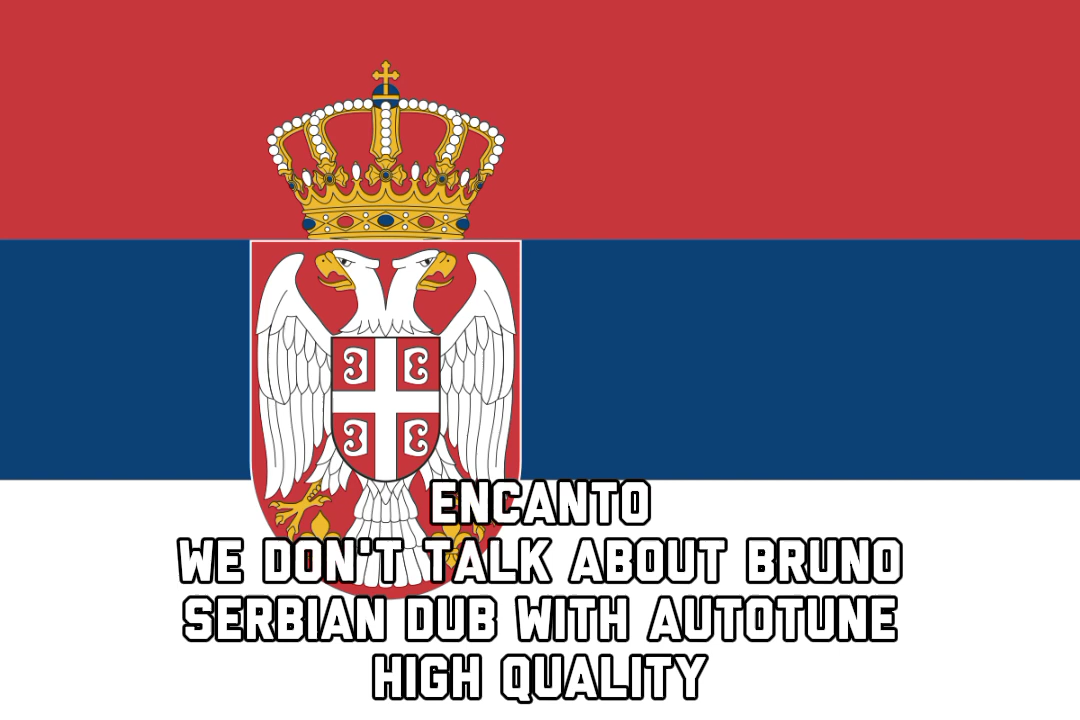 ENCANTO
WE DON'T TALK ABOUT BRUNO
SERBIAN DUB WITH AUTOTUNE
HIGH QUALITY